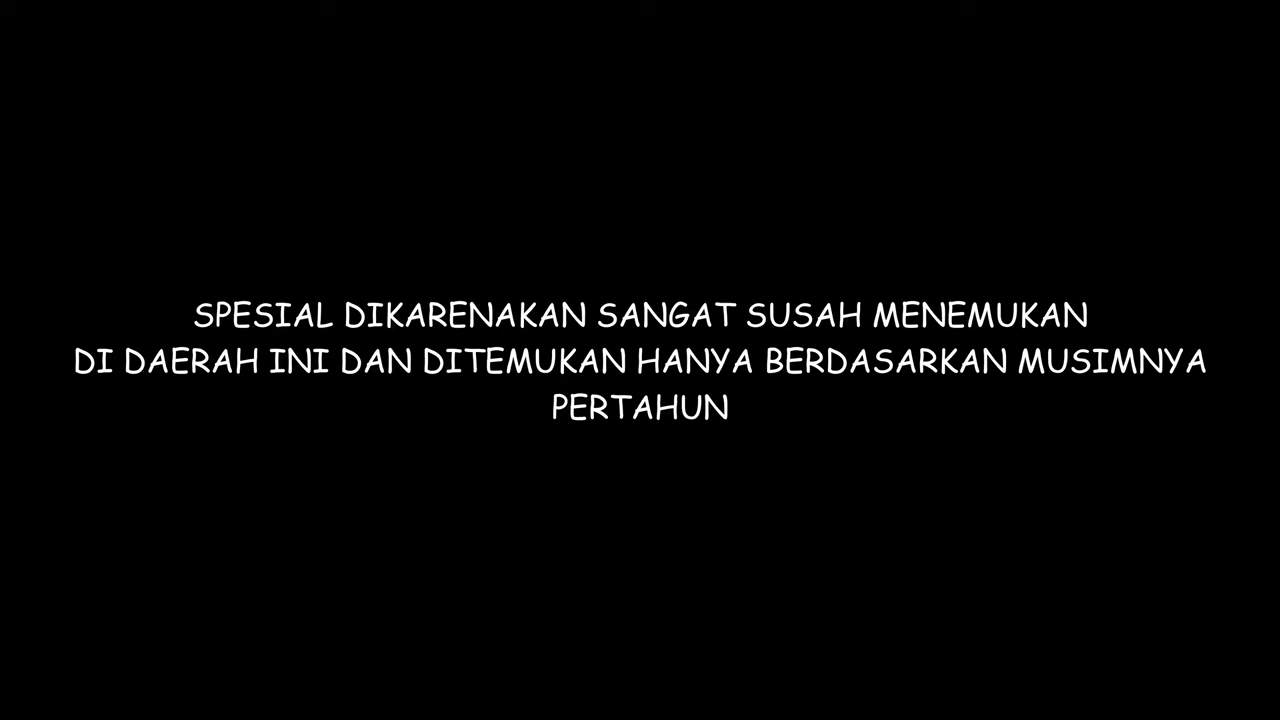 SPESIAL DIKARENAKAN SANGAT SUSAH MENEMUKAN
DI DAERAH INI DAN DITEMUKAN HANYA BERDASARKAN MUSIMNYA
PERTAHUN